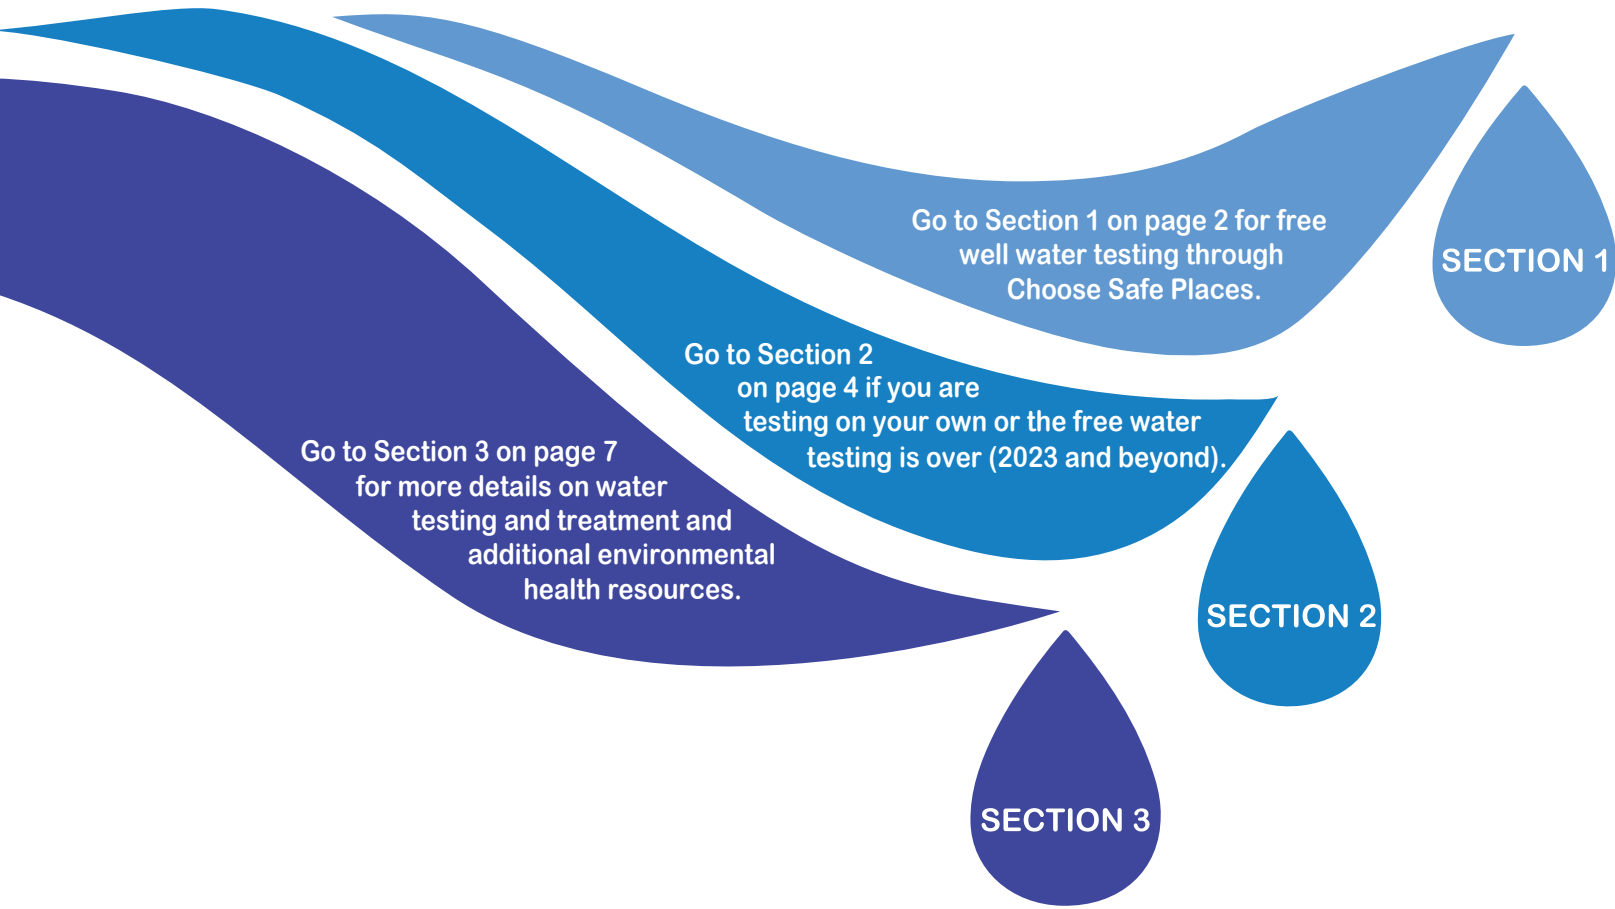 Go to Section 1 on page 2 for free
well water testing through
Choose Safe Places.
SECTION 1
Go to Section 2
on page 4 if you are
testing on your own or the free water
testing is over (2023 and beyond).
SECTION 2
Go to Section 3 on page 7
for more details on water
testing and treatment and
additional environmental
health resources.
SECTION 3